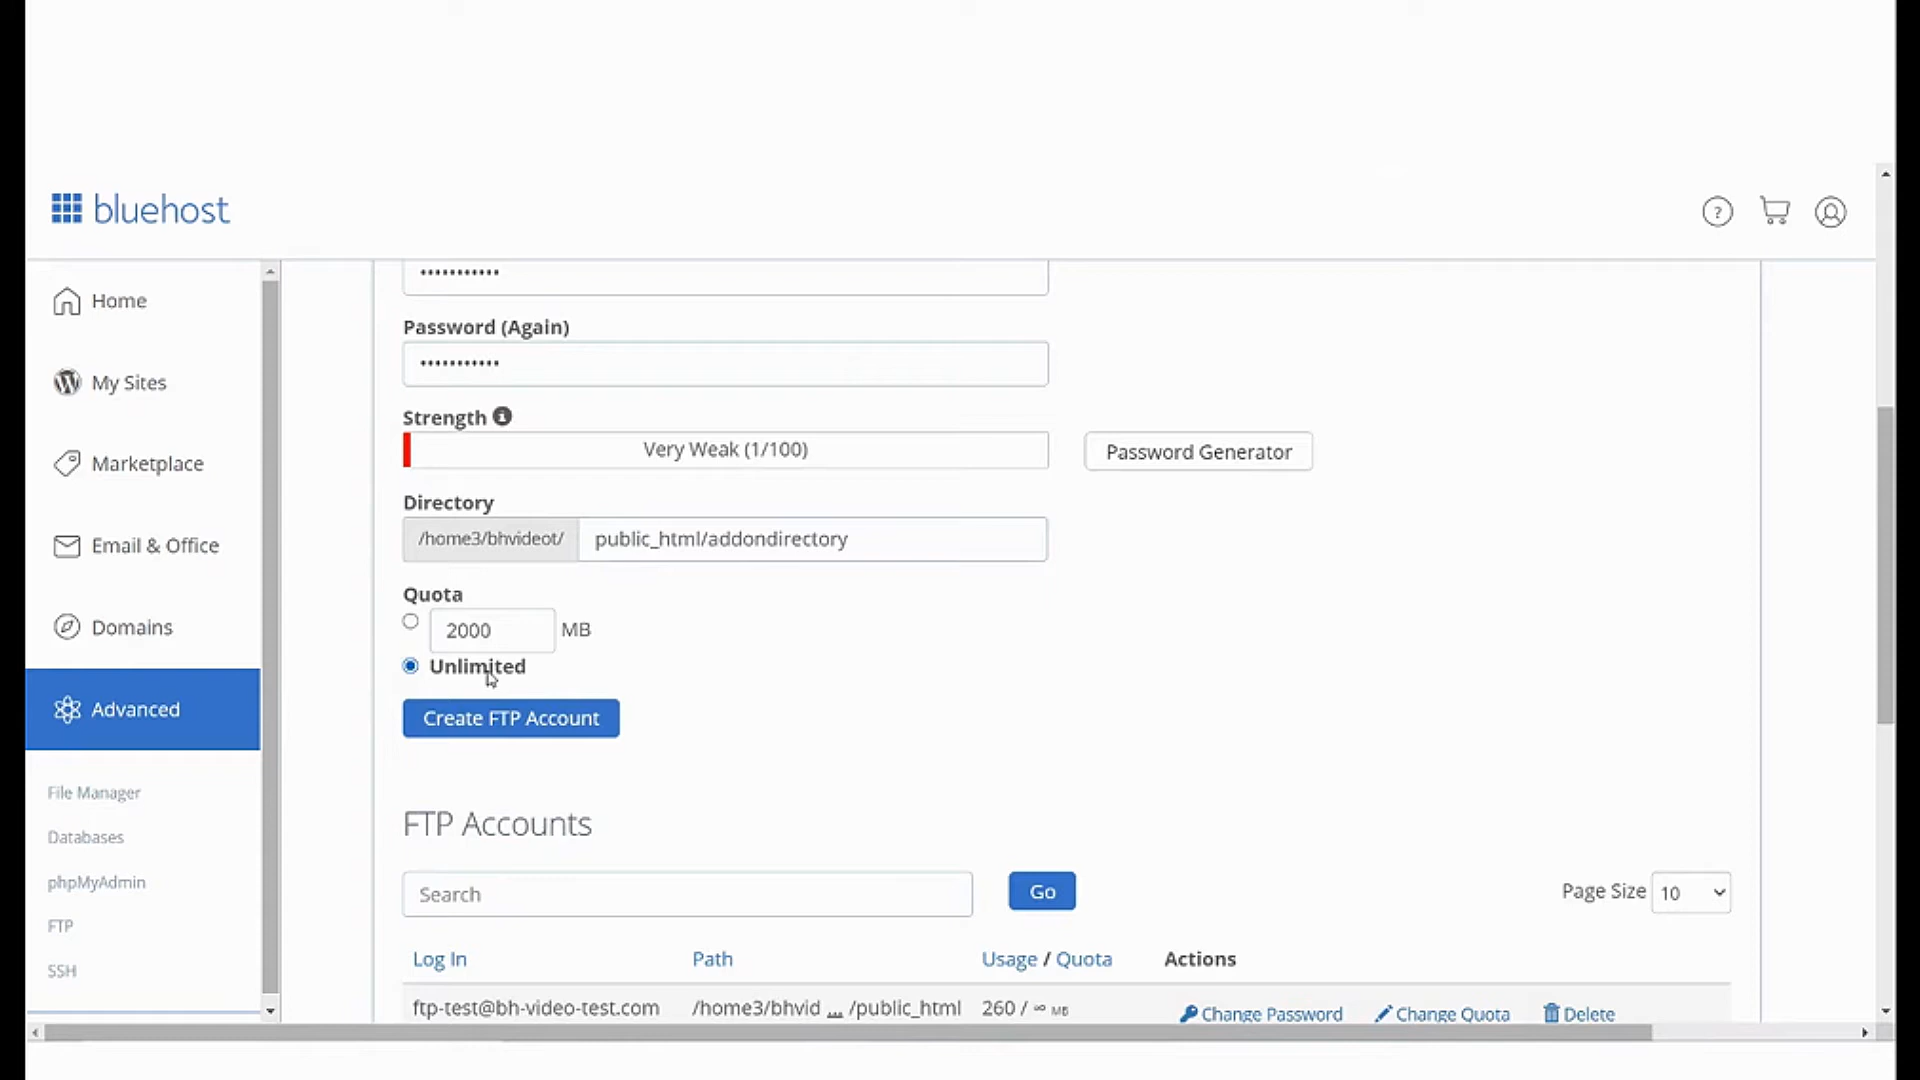 bluehost
?
Home
•••••••••••
Password (Again)
•••••••••••
My Sites
Strength
Very Weak (1/100)
Password Generator
Marketplace
Directory
/home3/bhvideot/ public_html/addondirectory
Email & Office
Quota
2000 MB
Domains
Unlimited
Advanced
Create FTP Account
File Manager
Databases
phpMyAdmin
FTP
SSH
FTP Accounts
Search
Go
Page Size 10
Log In Path Usage / Quota Actions
ftp-test@bh-video-test.com /home3/bhvid ... /public_html 260 / ∞ MB Change Password Change Quota Delete